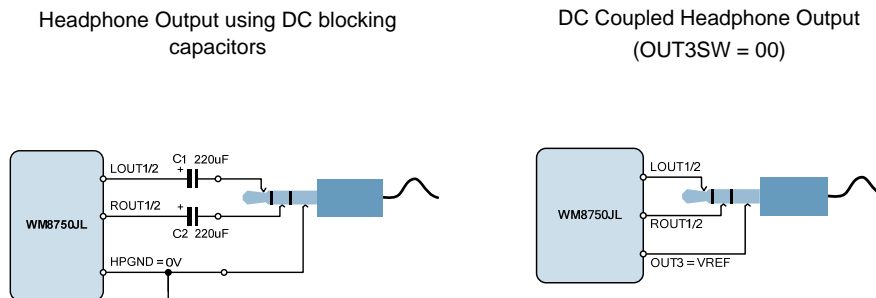 Headphone Output using DC blocking
capacitors
DC Coupled Headphone Output
(OUT3SW = 00)
C1 220uF
+
LOUT1/2
ROUT1/2
+
C2 220uF
WM8750JL
HPGND = 0V
LOUT1/2
WM8750JL
ROUT1/2
OUT3 = VREF